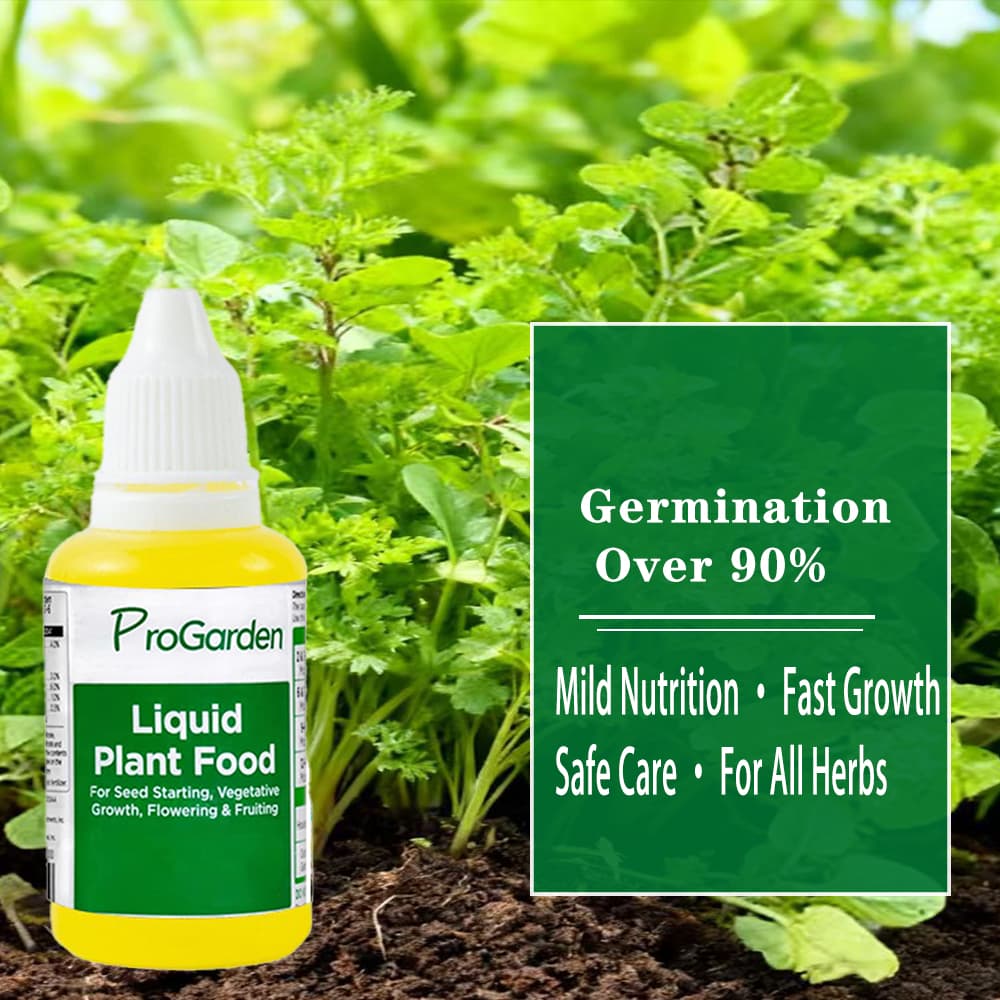 ProGarden
Liquid
Plant Food
For Seed Starting, Vegetative
Growth, Flowering & Fruiting
Germination
Over 90%
Mild Nutrition • Fast Growth
Safe Care • For All Herbs